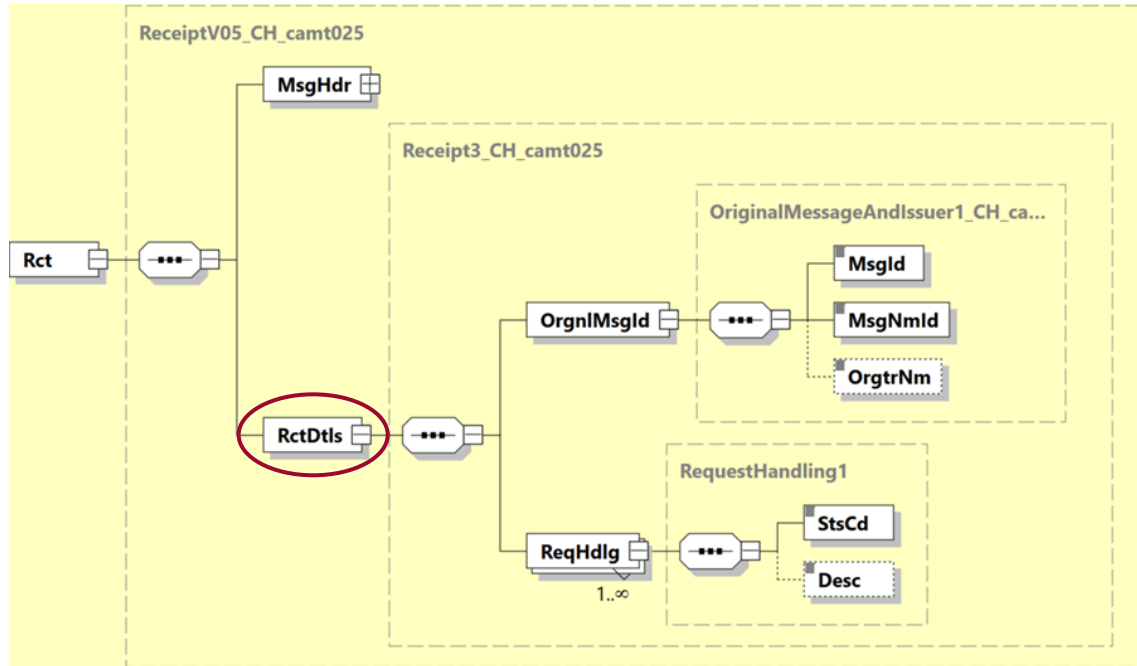 ReceiptV05_CH_camt025
MsgHdr
Receipt3_CH_camt025
OriginalMessageAndIssuer1_CH_ca...
Rct
MsgId
OrgnlMsgId
MsgNmId
OrgtrNm
RctDtls
RequestHandling1
StsCd
ReqHdlg
Desc
1..∞